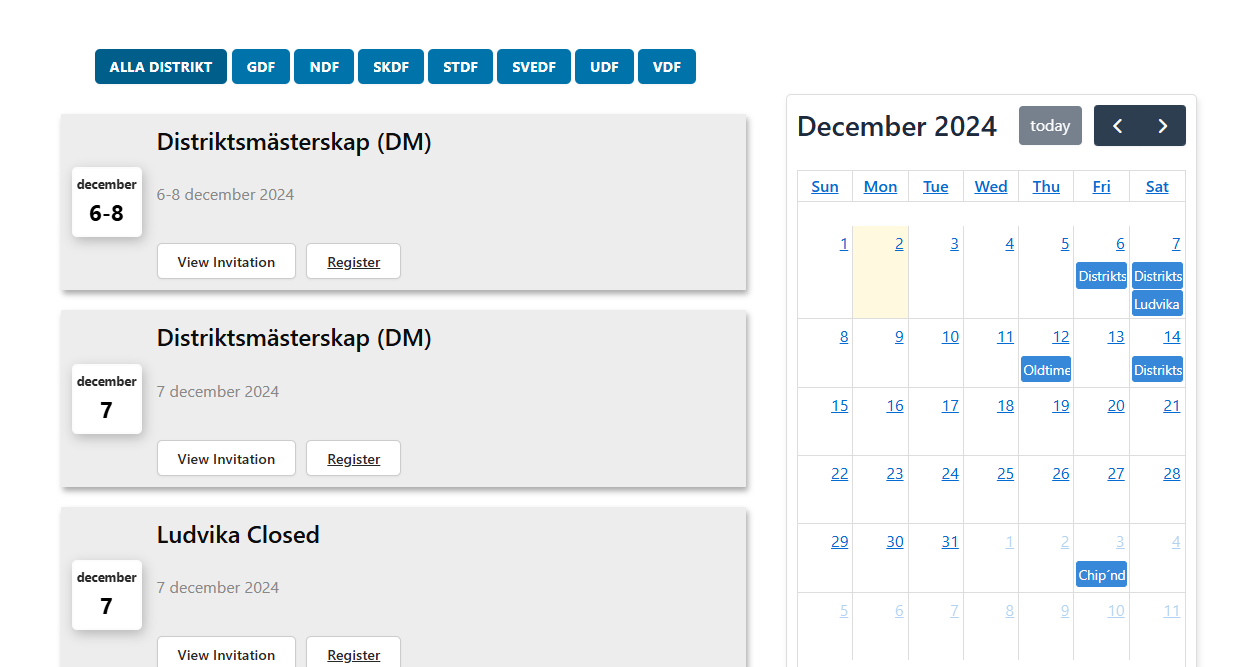 ALLA DISTRIKT GDF NDF SKDF STDF SVEDF UDF VDF
Distriktsmästerskap (DM)
december
6-8
6-8 december 2024
View Invitation Register
Distriktsmästerskap (DM)
december
7
7 december 2024
View Invitation Register
Ludvika Closed
december
7
7 december 2024
View Invitation Register
December 2024 today
Sun Mon Tue Wed Thu Fri Sat
1 2 3 4 5 6 7
Distrikts Distrikts
Ludvika
8 9 10 11 12 13 14
Oldtime Distrikts
15 16 17 18 19 20 21
22 23 24 25 26 27 28
29 30 31 1 2 3 4
Chip´nd
5 6 7 8 9 10 11